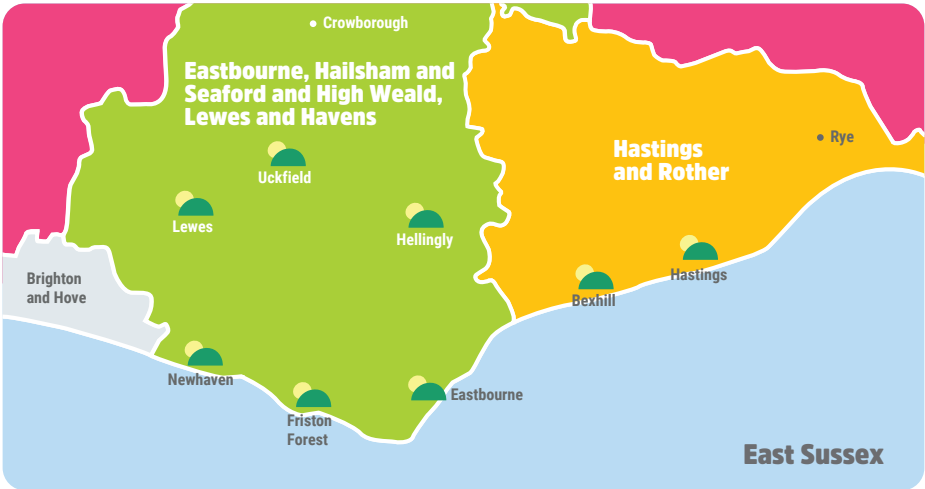 Crowborough
Eastbourne, Hailsham and
Seaford and High Weald,
Lewes and Havens
Hastings
and Rother
Rye
Uckfield
Lewes
Hellingly
Hastings
Brighton
and Hove
Bexhill
Newhaven
Eastbourne
Friston
Forest
East Sussex